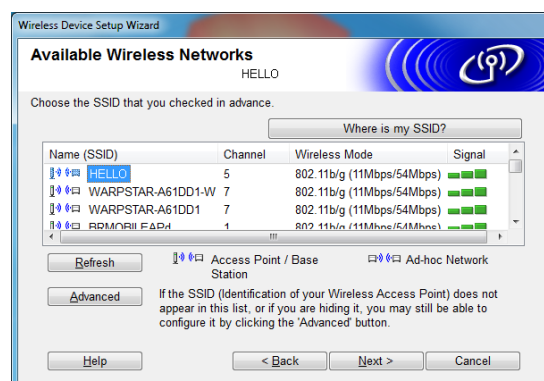 Wireless Device Setup Wizard
Available Wireless Networks
HELLO
Choose the SSID that you checked in advance.
Where is my SSID?
Name (SSID) Channel Wireless Mode Signal
HELLO 5 802.11b/g (11Mbps/54Mbps)
WARPSTAR-A61DD1-W 7 802.11b/g (11Mbps/54Mbps)
WARPSTAR-A61DD1 7 802.11b/g (11Mbps/54Mbps)
BRMOBILEAPd 1 802.11b/g (11Mbps/54Mbps)
Refresh Access Point / Base Station Ad-hoc Network
Advanced If the SSID (Identification of your Wireless Access Point) does not
appear in this list, or if you are hiding it, you may still be able to
configure it by clicking the 'Advanced' button.
Help < Back Next > Cancel